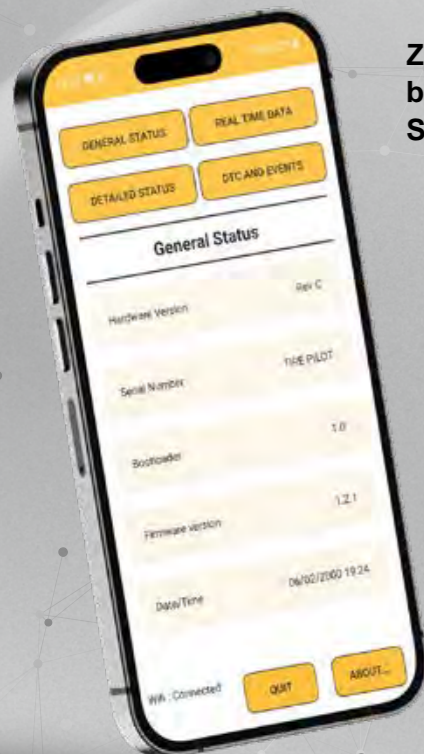 Z
b
S
GENERAL STATUS
REAL TIME DATA
DETAILED STATUS
DTC AND EVENTS
General Status
Hardware Version Rev C
Serial Number TIRE PILOT
Bootloader 1.0
Firmware version 1.2.1
Date/Time 06/02/2000 19:24
Wifi : Connected
QUIT
ABOUT...